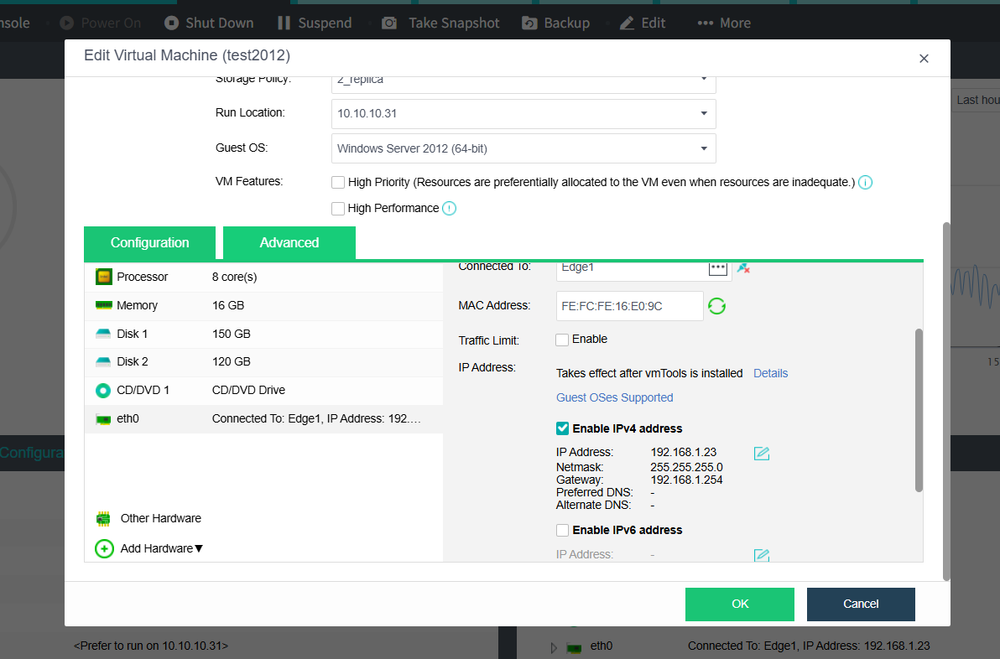 nsole
Power On
Shut Down
Suspend
Take Snapshot
Backup
Edit
More
Edit Virtual Machine (test2012)
Last hou
Storage Policy:
2_replica
Run Location:
10.10.10.31
Guest OS:
Windows Server 2012 (64-bit)
VM Features:
High Priority (Resources are preferentially allocated to the VM even when resources are inadequate.)
High Performance
Configuration
Advanced
Processor
8 core(s)
Memory
16 GB
Disk 1
150 GB
Disk 2
120 GB
CD/DVD 1
CD/DVD Drive
eth0
Connected To: Edge1, IP Address: 192....
Other Hardware
Add Hardware▼
Connected To:
Edge1
MAC Address:
FE:FC:FE:16:E0:9C
Traffic Limit:
Enable
IP Address:
Takes effect after vmTools is installed
Details
Guest OSes Supported
Enable IPv4 address
IP Address: 192.168.1.23
Netmask: 255.255.255.0
Gateway: 192.168.1.254
Preferred DNS: -
Alternate DNS: -
Enable IPv6 address
IP Address: -
15
Configura
OK
Cancel
<Prefer to run on 10.10.10.31>
eth0
Connected To: Edge1, IP Address: 192.168.1.23